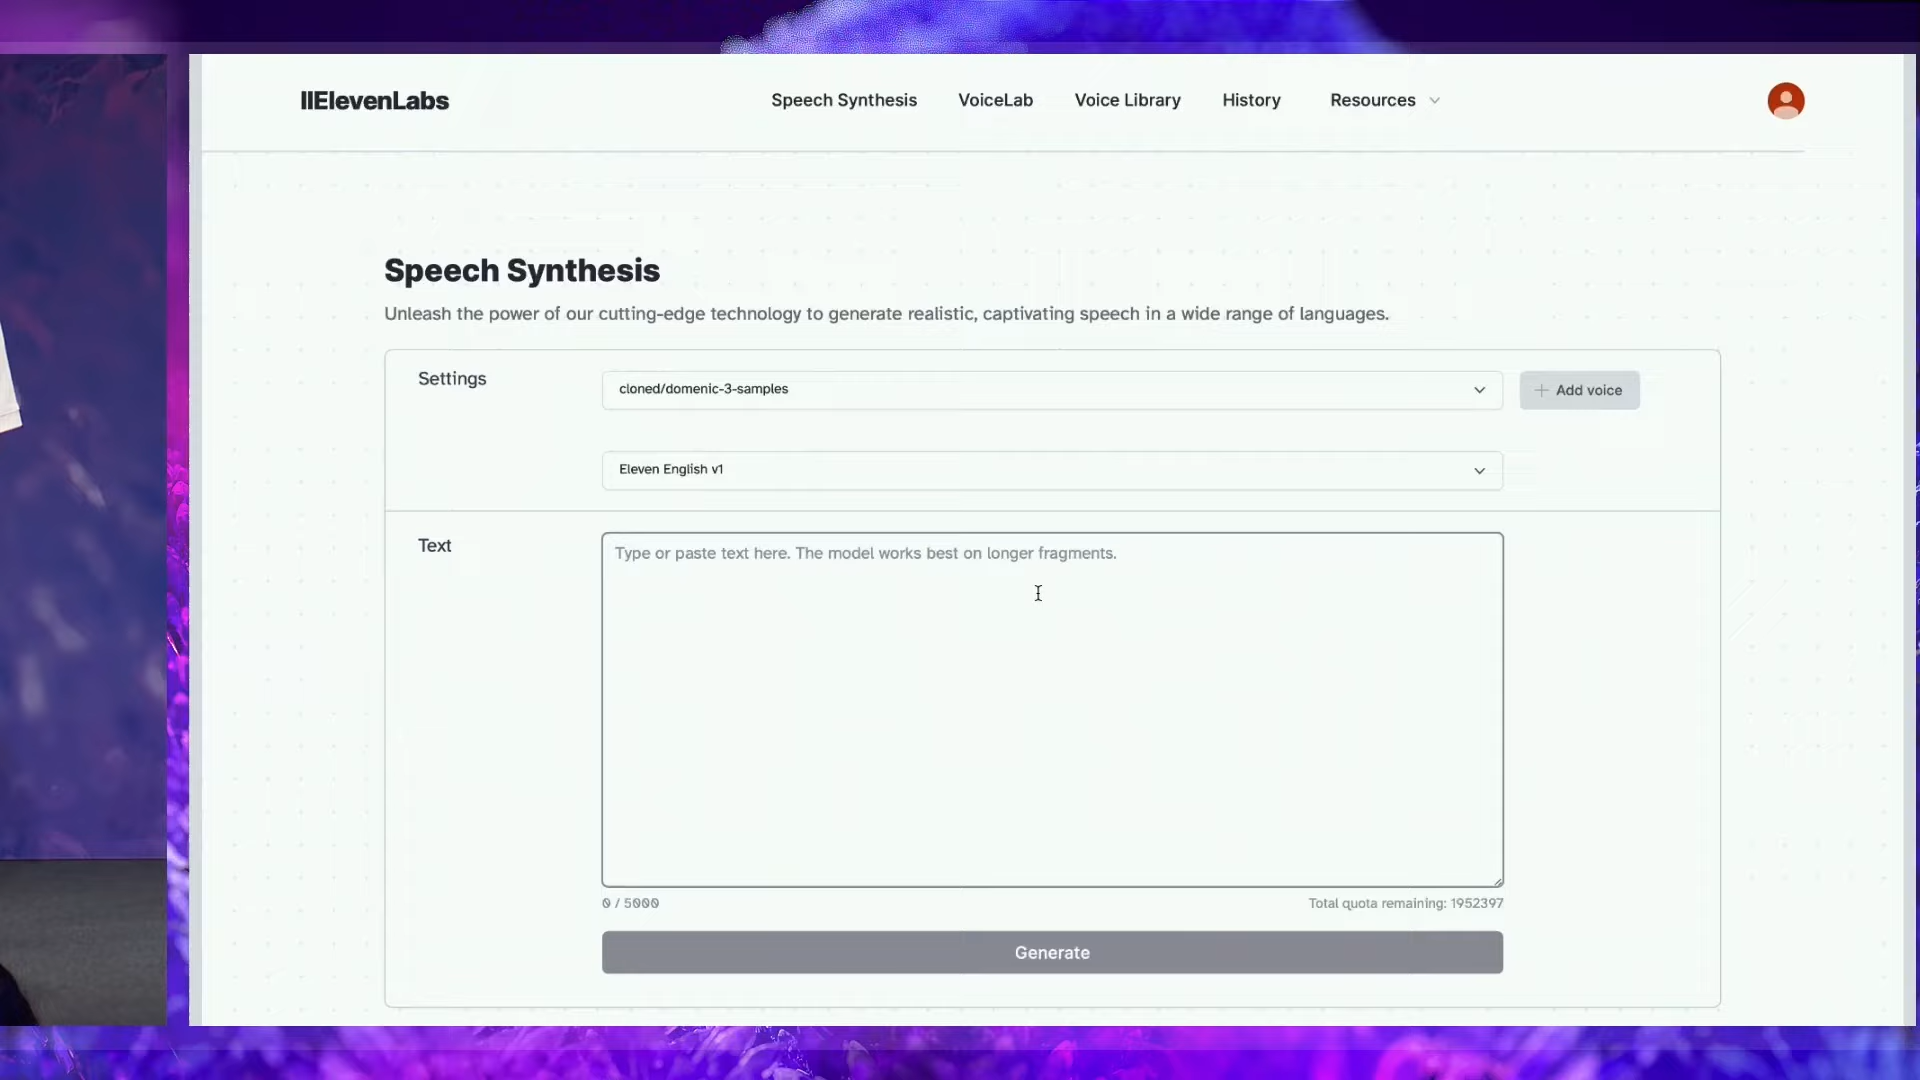 IIElevenLabs
Speech Synthesis VoiceLab Voice Library History Resources
Speech Synthesis
Unleash the power of our cutting-edge technology to generate realistic, captivating speech in a wide range of languages.
Settings
cloned/domenic-3-samples
+ Add voice
Eleven English v1
Text
Type or paste text here. The model works best on longer fragments.
0 / 5000
Total quota remaining: 1952397
Generate